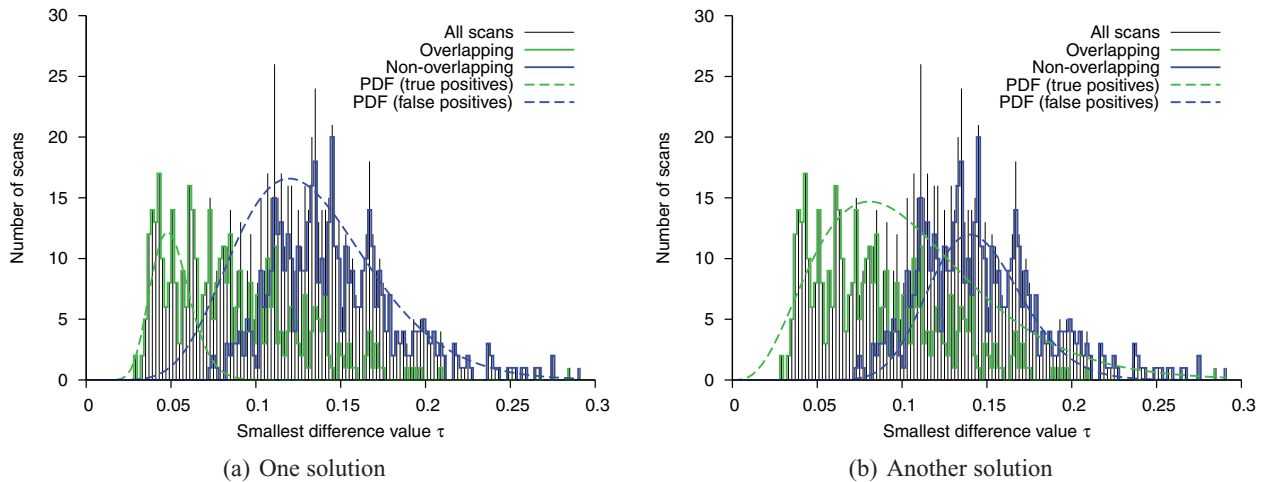 30
25
20
15
10
5
0
Number of scans
All scans
Overlapping
Non-overlapping
PDF (true positives)
PDF (false positives)
0 0.05 0.1 0.15 0.2 0.25 0.3
Smallest difference value τ
(a) One solution
30
25
20
15
10
5
0
Number of scans
All scans
Overlapping
Non-overlapping
PDF (true positives)
PDF (false positives)
0 0.05 0.1 0.15 0.2 0.25 0.3
Smallest difference value τ
(b) Another solution